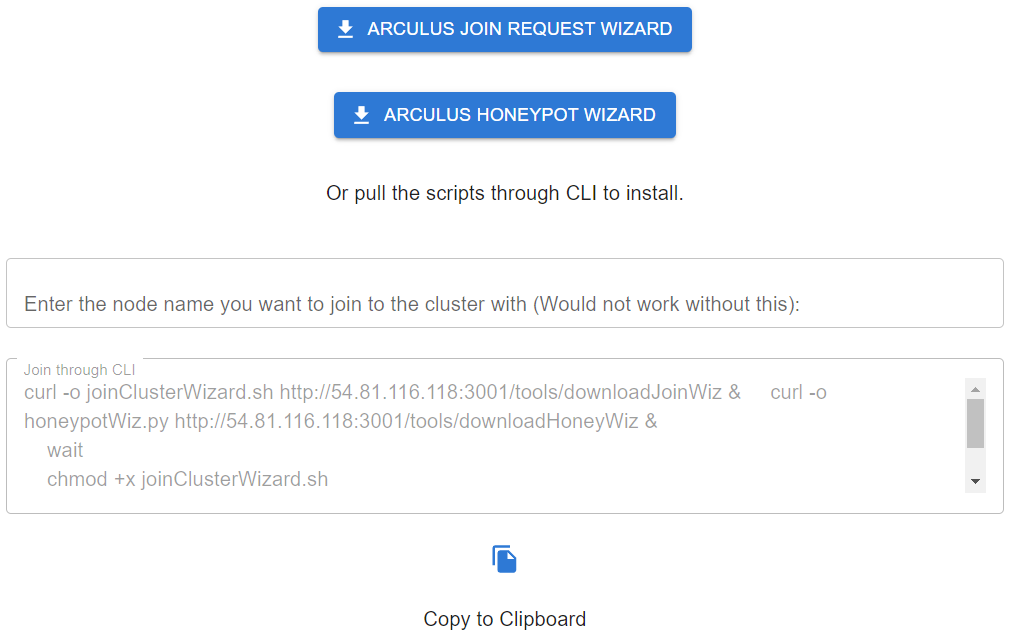 ARCULUS JOIN REQUEST WIZARD
ARCULUS HONEYPOT WIZARD
Or pull the scripts through CLI to install.
Enter the node name you want to join to the cluster with (Would not work without this):
Join through CLI
curl -o joinClusterWizard.sh http://54.81.116.118:3001/tools/downloadJoinWiz & curl -o
honeypotWiz.py http://54.81.116.118:3001/tools/downloadHoneyWiz &
wait
chmod +x joinClusterWizard.sh
Copy to Clipboard